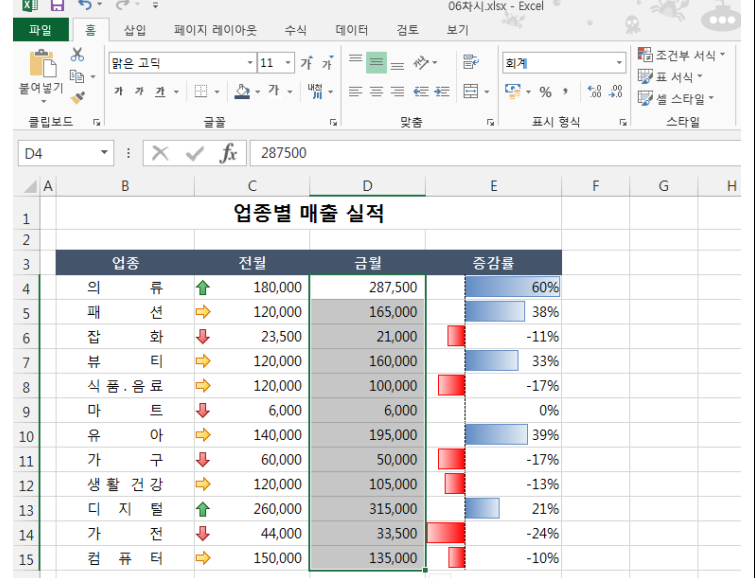 06차시.xlsx - Excel
파일 홈 삽입 페이지 레이아웃 수식 데이터 검토 보기
맑은 고딕 11 가 가 회계 조건부 서식
표 서식
붙여넣기 가 가 가 가 내천 川 % , .00 .00 셀 스타일
클립보드 글꼴 맞춤 표시 형식 스타일
D4 fx 287500
A B C D E F G H
1 업종별 매출 실적
2
3 업종 전월 금월 증감률
4 의 류 180,000 287,500 60%
5 패 션 120,000 165,000 38%
6 잡 화 23,500 21,000 -11%
7 뷰 티 120,000 160,000 33%
8 식 품 . 음 료 120,000 100,000 -17%
9 마 트 6,000 6,000 0%
10 유 아 140,000 195,000 39%
11 가 구 60,000 50,000 -17%
12 생 활 건 강 120,000 105,000 -13%
13 디 지 털 260,000 315,000 21%
14 가 전 44,000 33,500 -24%
15 컴 퓨 터 150,000 135,000 -10%